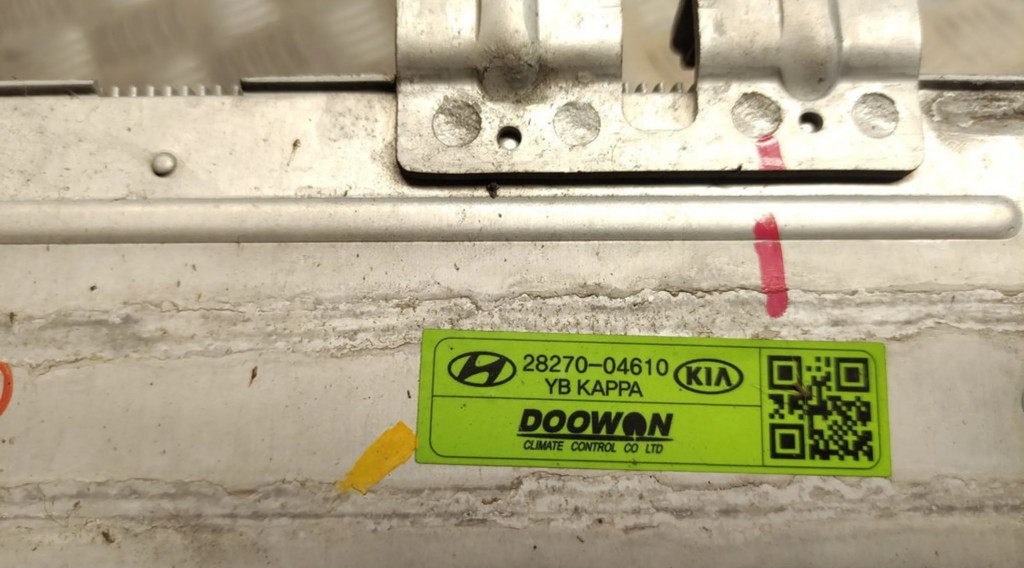 28270-04610
KIA
YB KAPPA
DOOWON
CLIMATE CONTROL CO LTD